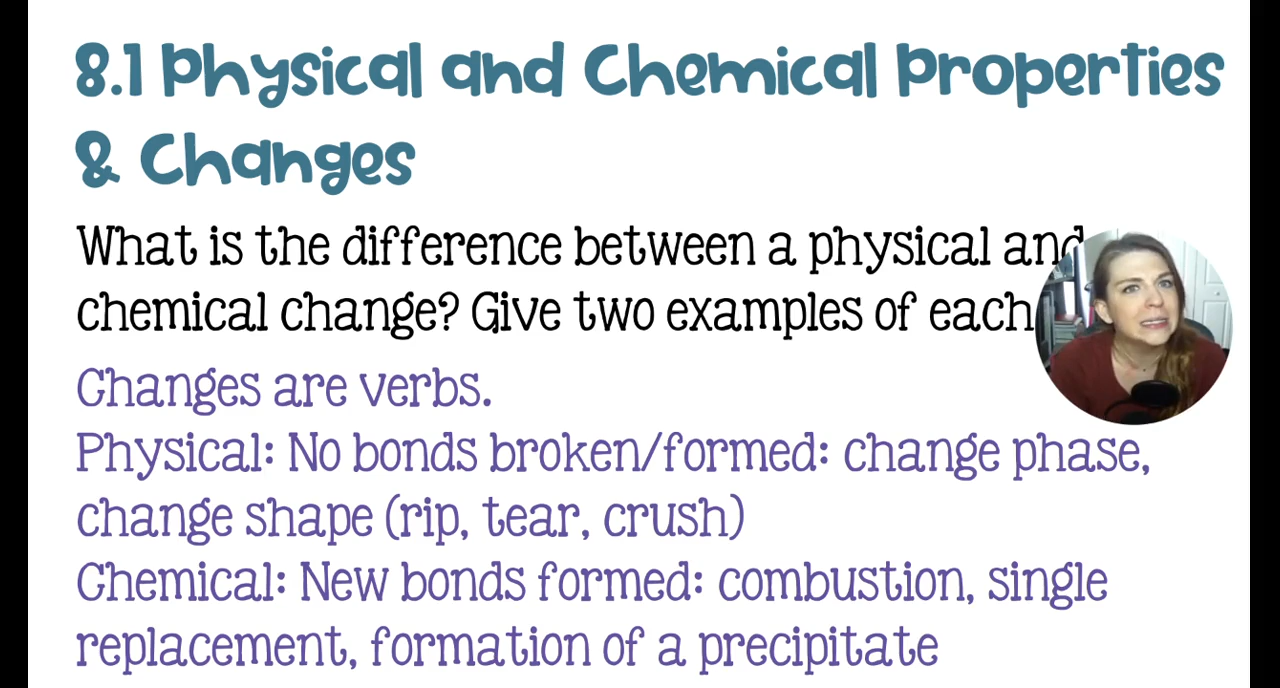 8.1 Physical and Chemical Properties
& Changes
What is the difference between a physical and
chemical change? Give two examples of each
Changes are verbs.
Physical: No bonds broken/formed: change phase,
change shape (rip, tear, crush)
Chemical: New bonds formed: combustion, single
replacement, formation of a precipitate